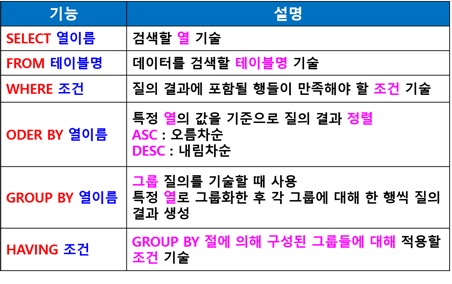 기능 설명
SELECT 열이름 검색할 열 기술
FROM 테이블명 데이터를 검색할 테이블명 기술
WHERE 조건 질의 결과에 포함될 행들이 만족해야 할 조건 기술
ODER BY 열이름
특정 열의 값을 기준으로 질의 결과 정렬
ASC : 오름차순
DESC : 내림차순
GROUP BY 열이름
그룹 질의를 기술할 때 사용
특정 열로 그룹화한 후 각 그룹에 대해 한 행씩 질의
결과 생성
HAVING 조건
GROUP BY 절에 의해 구성된 그룹들에 대해 적용할
조건 기술